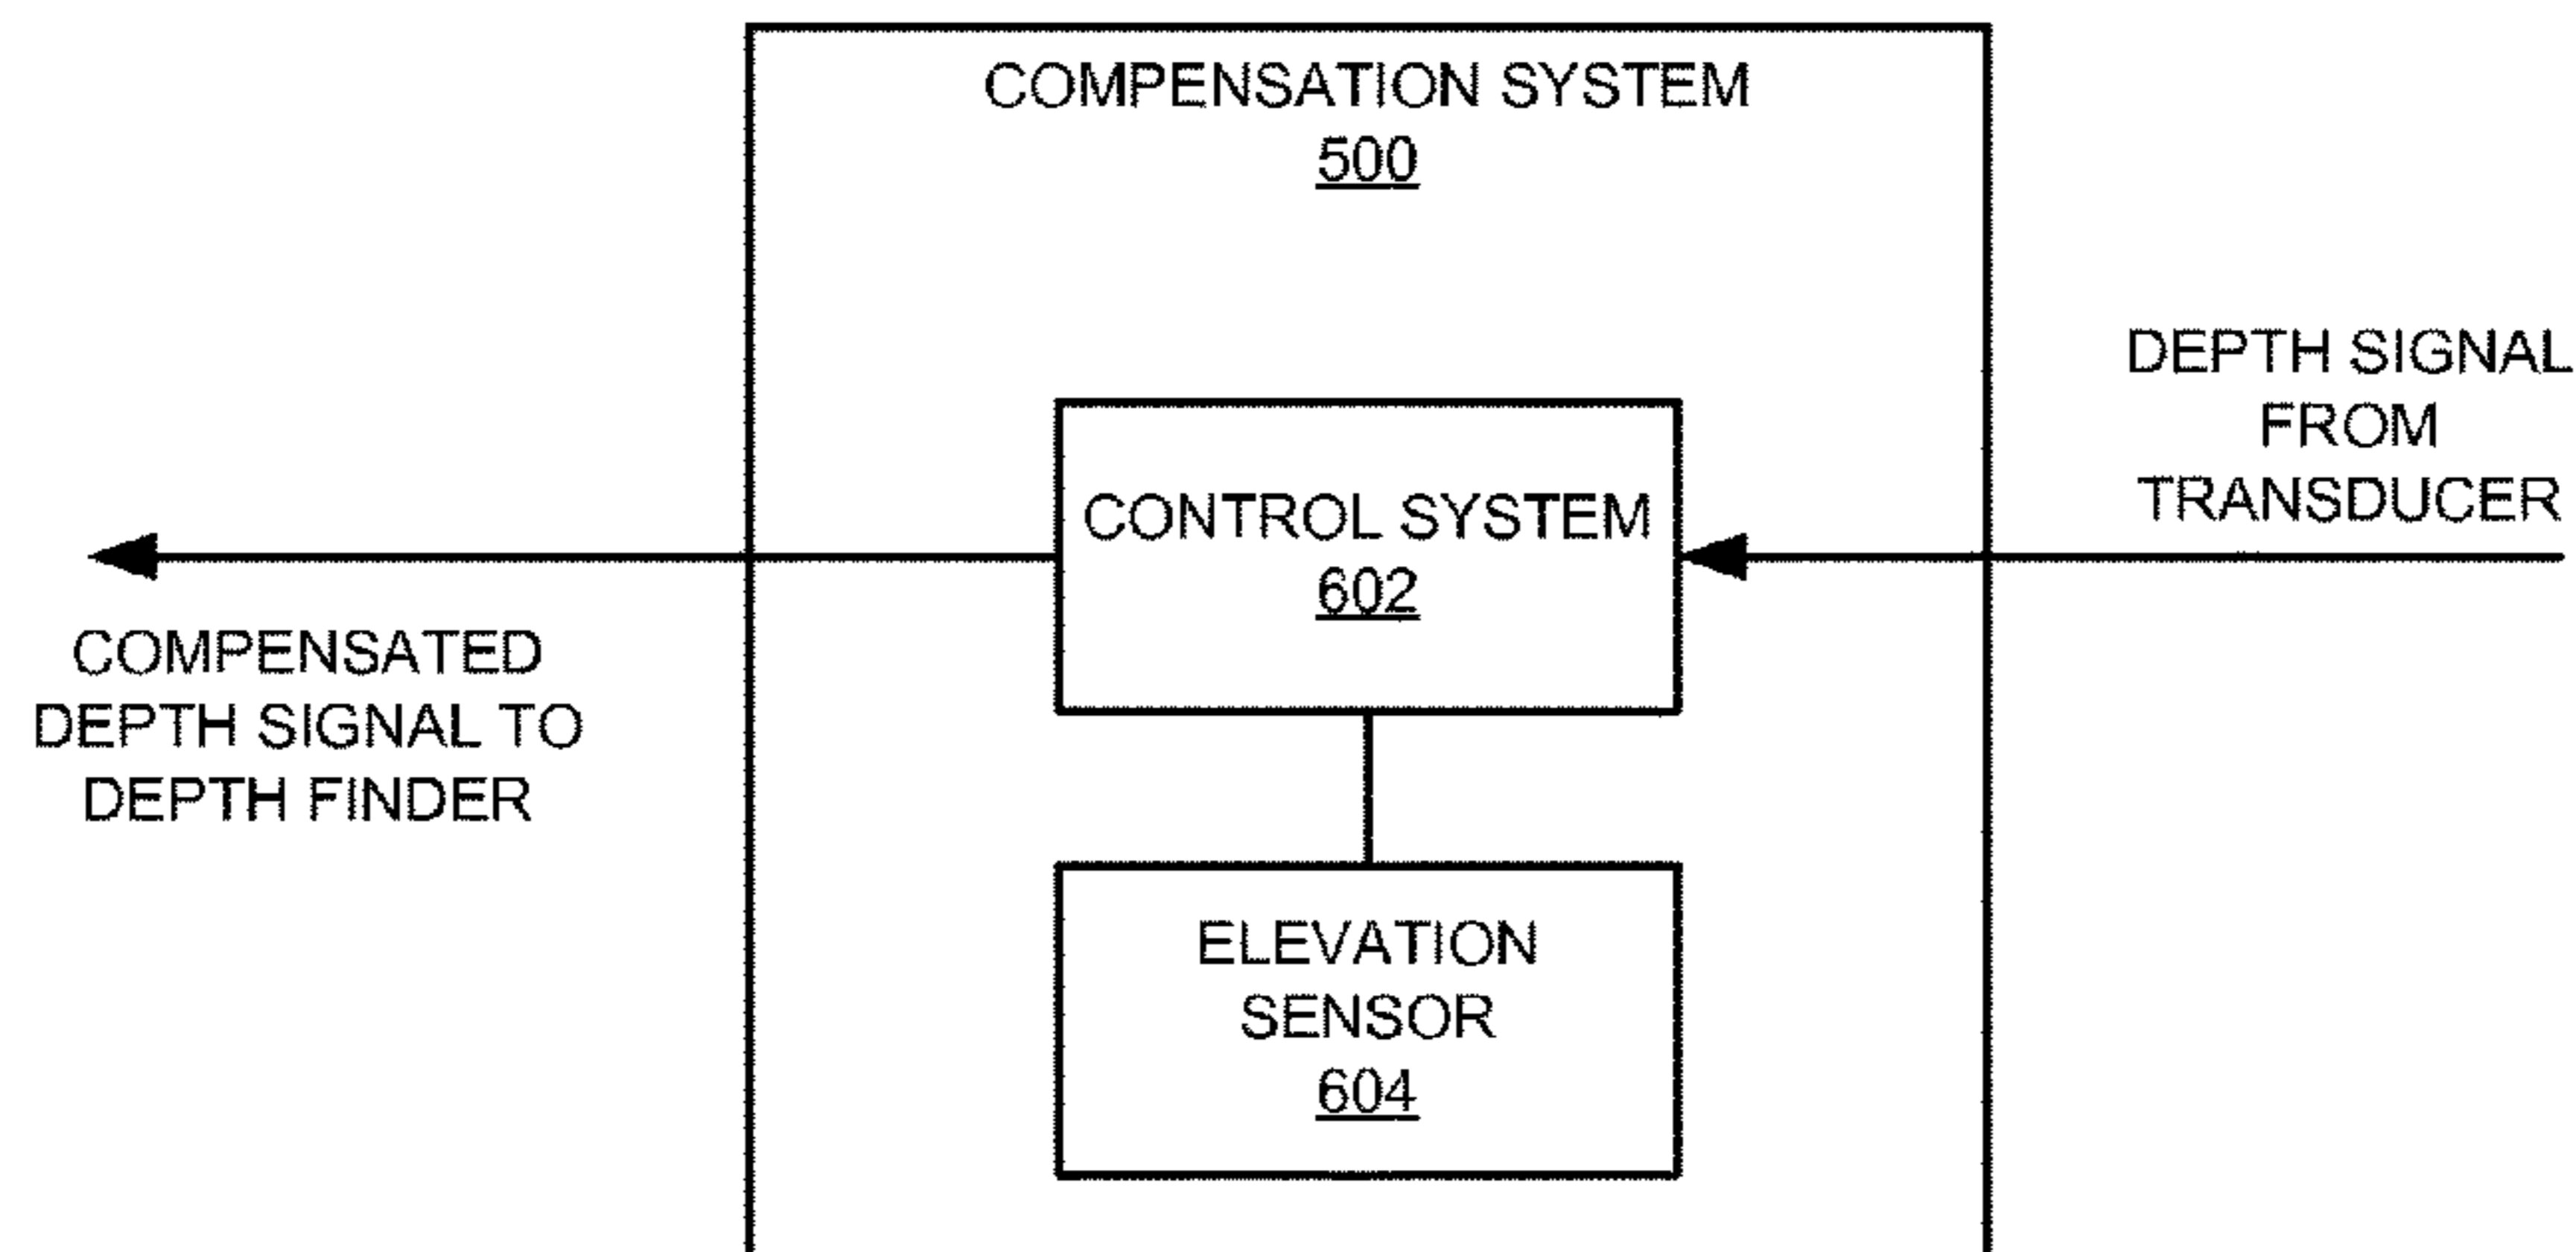 COMPENSATION SYSTEM
500
DEPTH SIGNAL
FROM
TRANSDUCER
CONTROL SYSTEM
602
COMPENSATED
DEPTH SIGNAL TO
DEPTH FINDER
ELEVATION
SENSOR
604